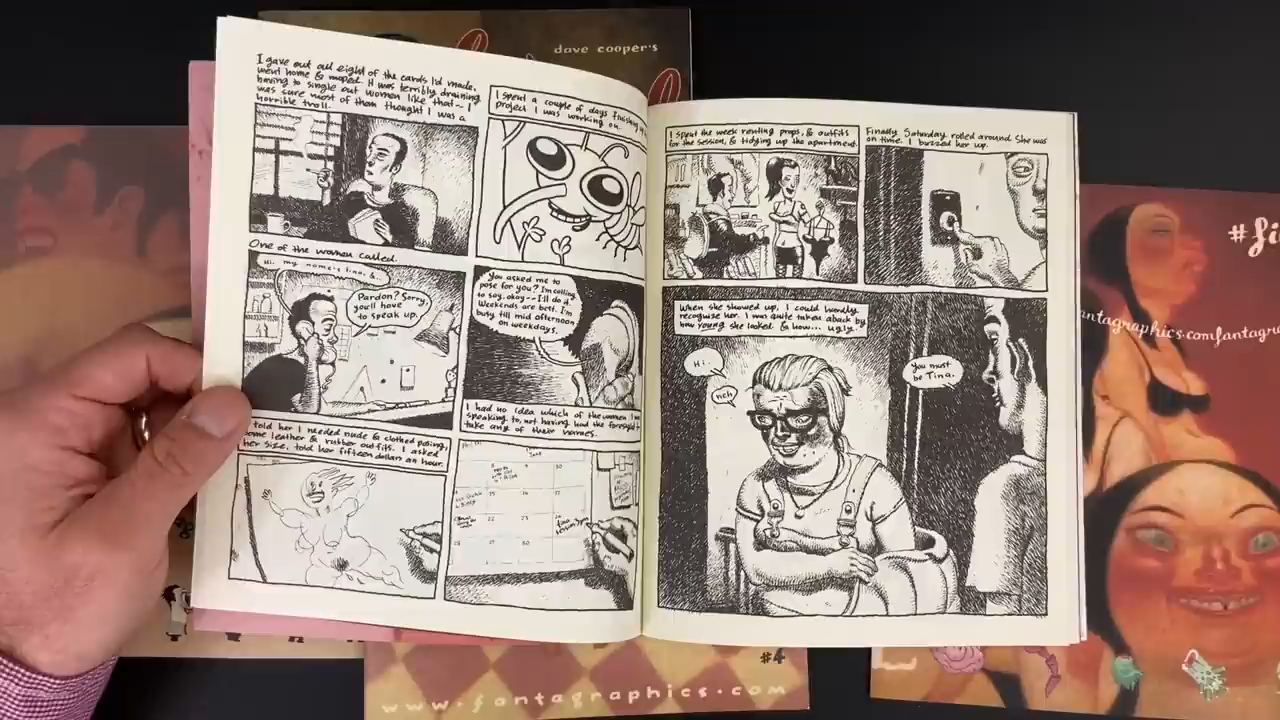 dave cooper's
I gave out all eight of the cards I'd made,
went home & moped. It was terribly draining
having to single out women like that-- I
was sure most of them thought I was a
horrible troll.
I spent a couple of days finishing
project I was working on.
One of the women called.
Hi. my name's Tina, &
Pardon? Sorry,
you'll have
to speak up.
You asked me to
pose for you? I'm calling
to say, okay-- I'll do it.
Weekends are best. I'm
busy till mid afternoon
on weekdays.
I had no idea which of the women I was
speaking to, not having had the foresight to
take any of their names.
told her I needed nude & clothed posing,
some leather & rubber outfits. I asked
her size, told her fifteen dollars an hour.
I spent the week renting props, & outfits
for the session, & tidying up the apartment.
Finally Saturday rolled around. She was
on time. I buzzed her up.
When she showed up, I could hardly
recognize her. I was quite taken aback by
how young she looked & how... ugly.
Hi.
neh
You must
be Tina.
#4
www.fantagraphics.com
antagraphics.com